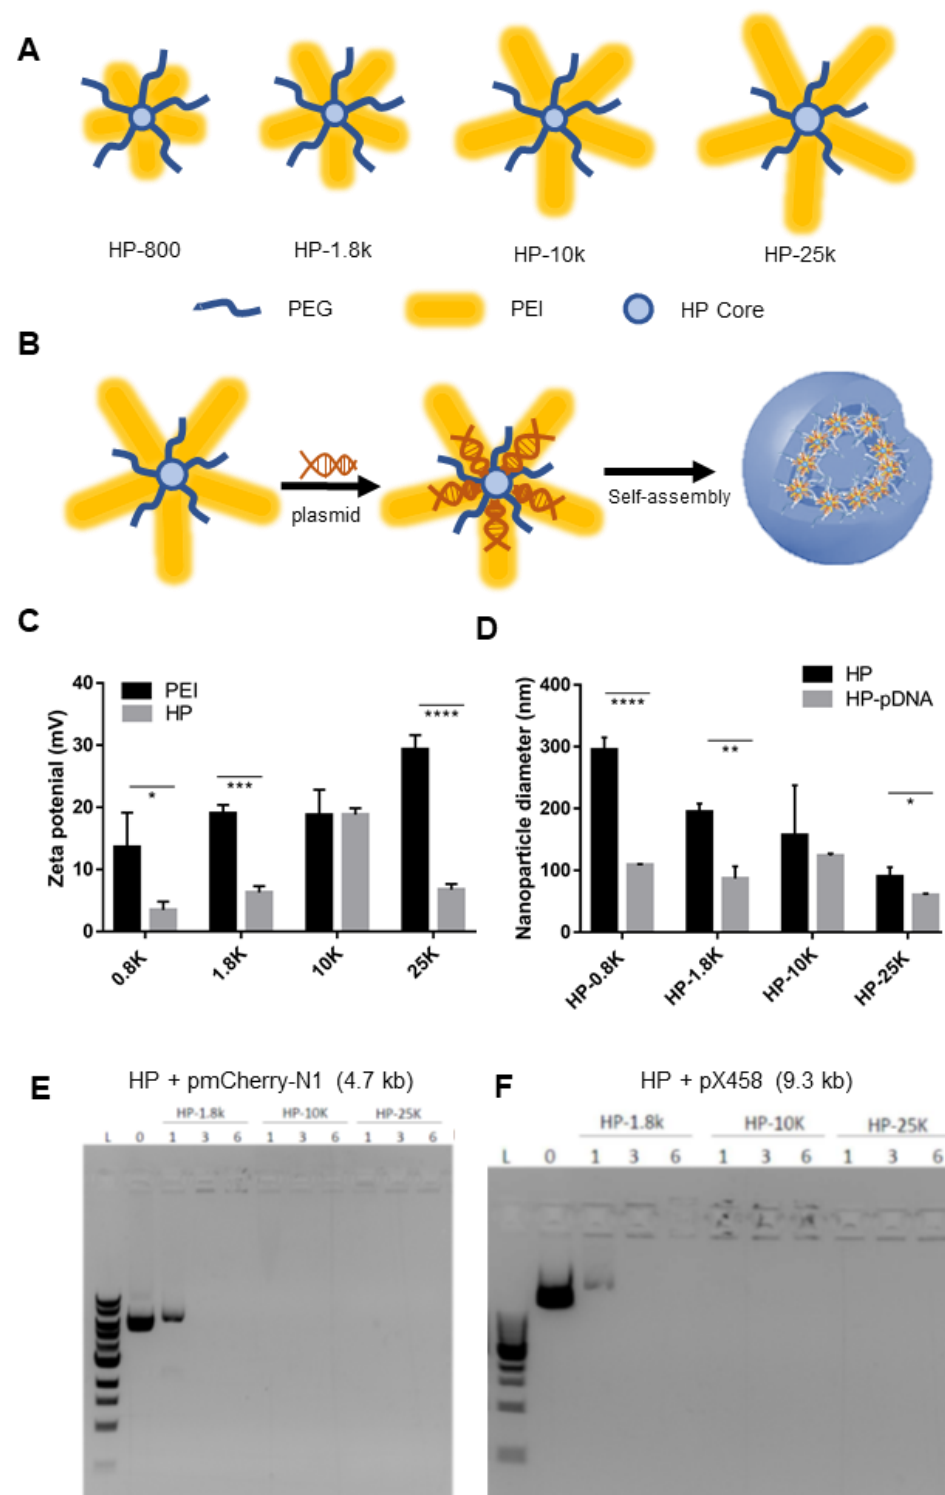 A
HP-800
HP-1.8k
HP-10k
HP-25k
PEG
PEI
HP Core
B
plasmid
Self-assembly
C
D
Zeta potenial (mV)
40
30
20
10
0
PEI
HP
*
***
****
0.8K
1.8K
10K
25K
Nanoparticle diameter (nm)
400
300
200
100
0
HP
HP-pDNA
****
**
*
HP-0.8K
HP-1.8K
HP-10K
HP-25K
E
HP + pmCherry-N1 (4.7 kb)
HP-1.8k HP-10K HP-25K
L 0 1 3 6 1 3 6 1 3 6
F
HP + pX458 (9.3 kb)
HP-1.8k HP-10K HP-25K
L 0 1 3 6 1 3 6 1 3 6